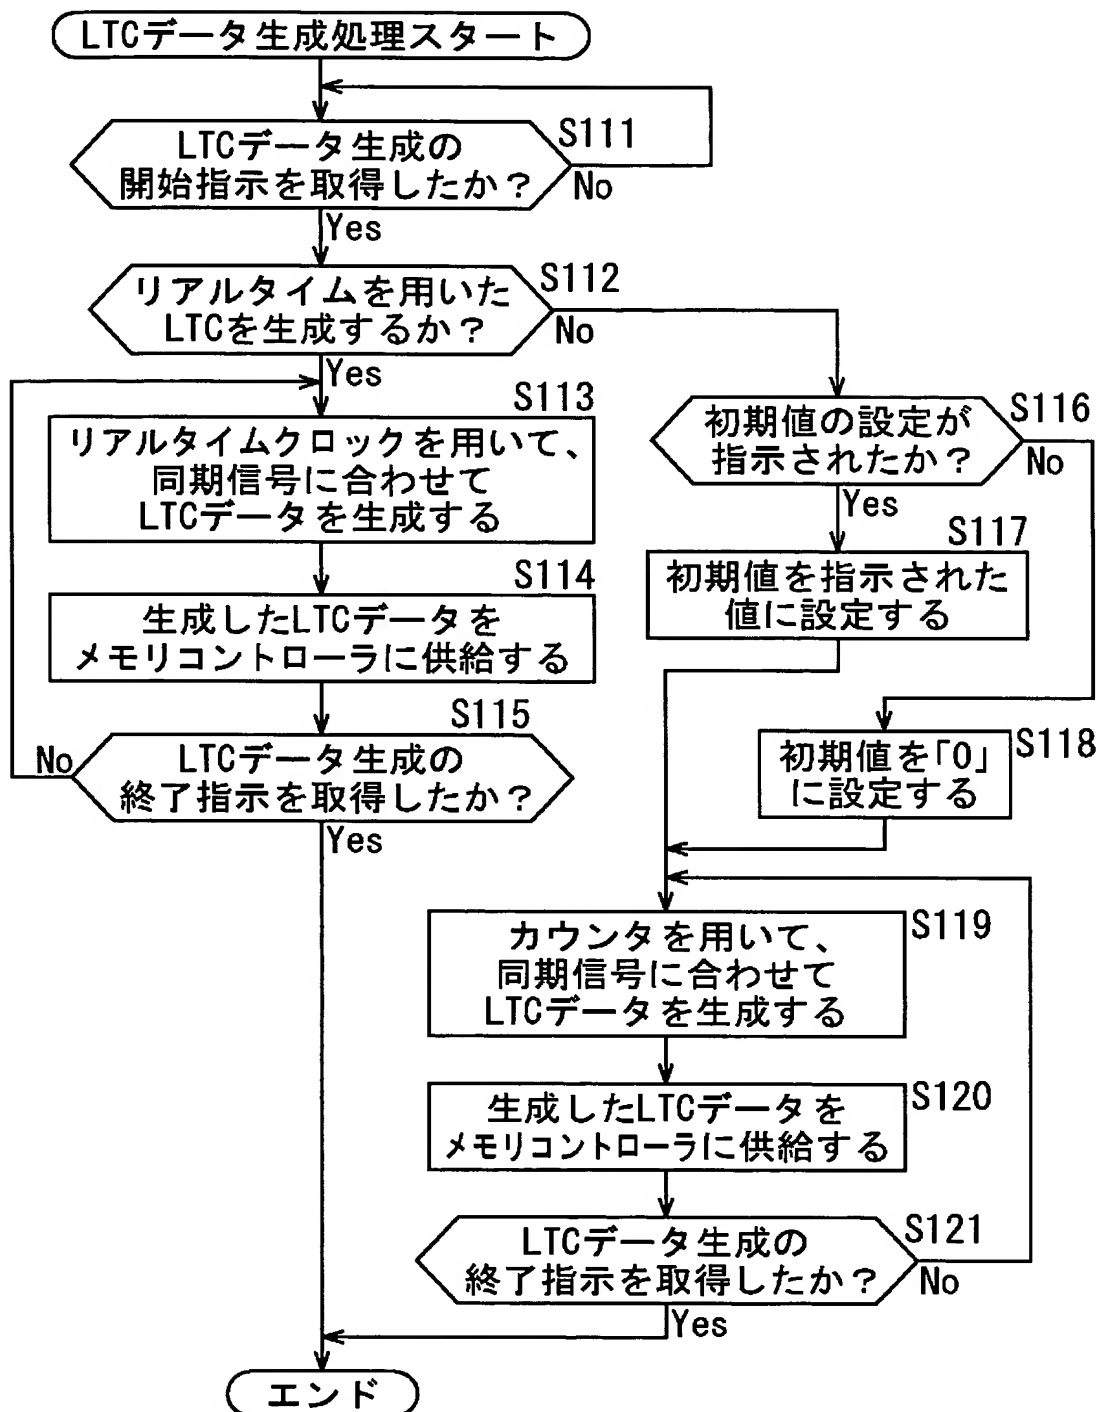 LTCデータ生成処理スタート
LTCデータ生成の
開始指示を取得したか？
S111
No
Yes
リアルタイムを用いた
LTCを生成するか？
S112
No
Yes
S113
リアルタイムクロックを用いて、
同期信号に合わせて
LTCデータを生成する
S114
生成したLTCデータを
メモリコントローラに供給する
S115
LTCデータ生成の
終了指示を取得したか？
No
Yes
初期値の設定が
指示されたか？
S116
No
Yes
S117
初期値を指示された
値に設定する
初期値を「0」
に設定する
S118
カウンタを用いて、
同期信号に合わせて
LTCデータを生成する
S119
生成したLTCデータを
メモリコントローラに供給する
S120
LTCデータ生成の
終了指示を取得したか？
S121
No
Yes
エンド